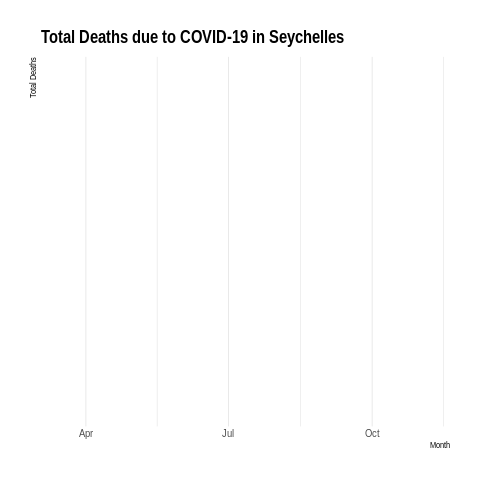 Total Deaths due to COVID-19 in Seychelles
Total Deaths
Apr
Jul
Oct
Month